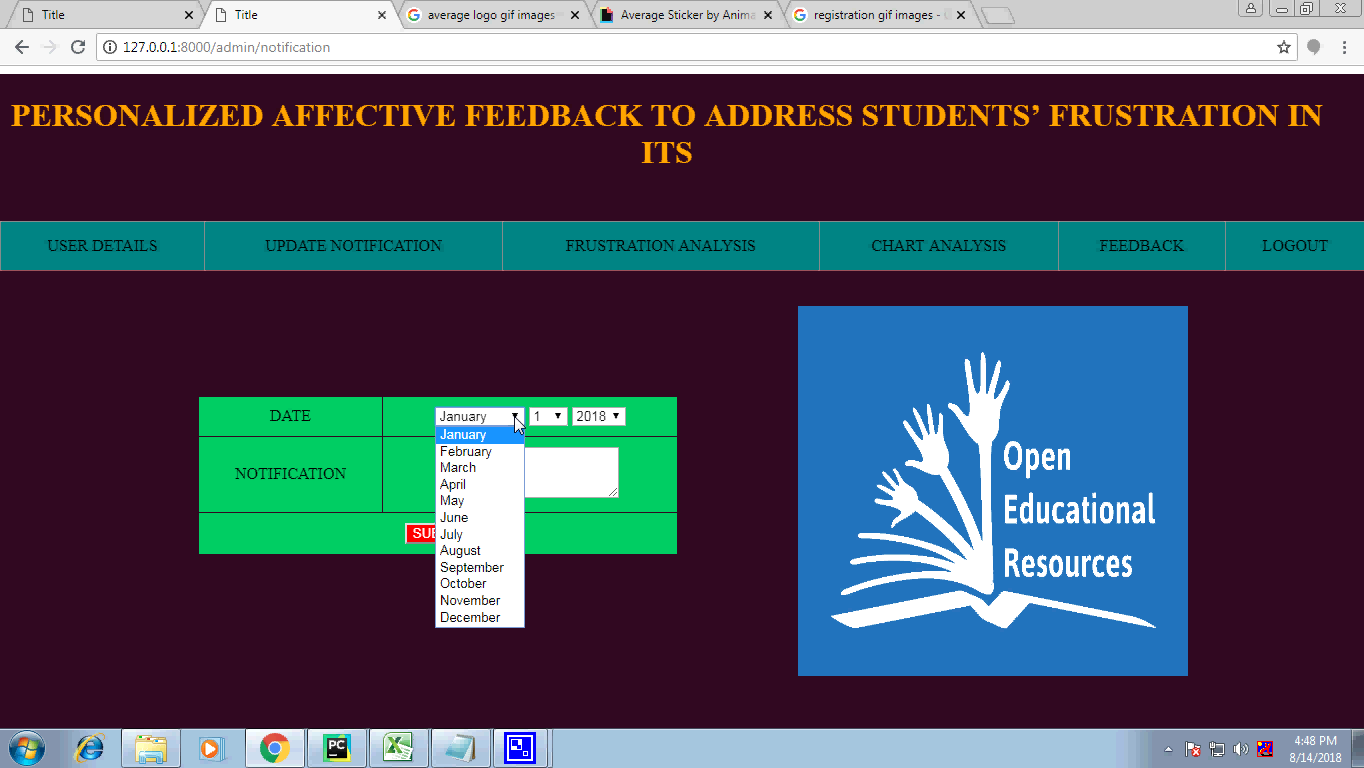 Title
Title
average logo gif images
Average Sticker by Anima
registration gif images -
127.0.0.1:8000/admin/notification
PERSONALIZED AFFECTIVE FEEDBACK TO ADDRESS STUDENTS’ FRUSTRATION IN
ITS
USER DETAILS UPDATE NOTIFICATION FRUSTRATION ANALYSIS CHART ANALYSIS FEEDBACK LOGOUT
DATE January 1 2018
January
February
March
NOTIFICATION
April
May
June
July
SUB
August
September
October
November
December
Open
Educational
Resources
PC
4:48 PM
8/14/2018